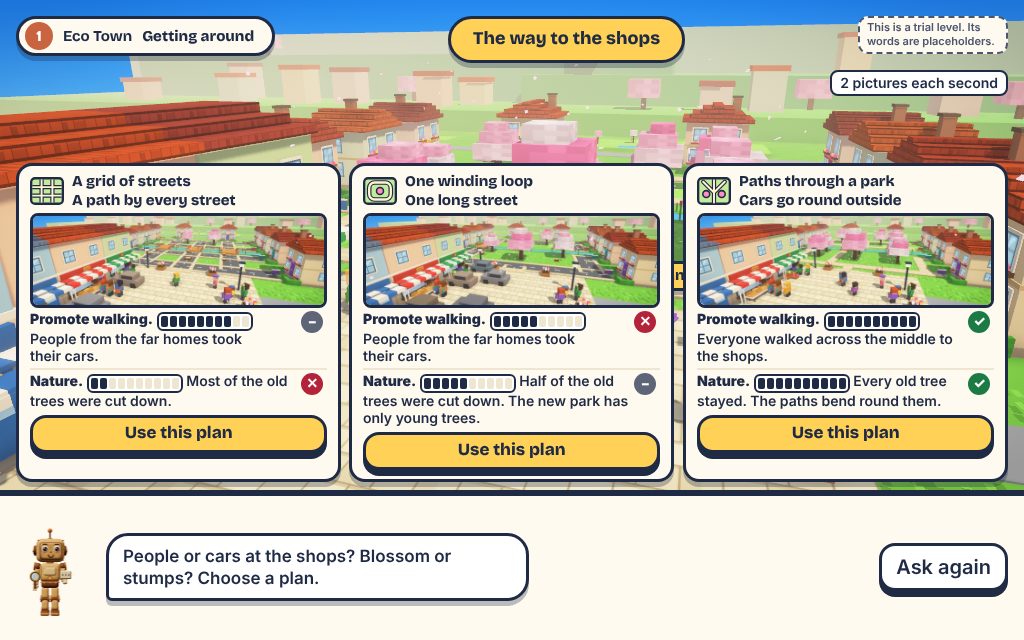 1 Eco Town Getting around
The way to the shops
This is a trial level. Its
words are placeholders.
2 pictures each second
A grid of streets
A path by every street
Promote walking.
People from the far homes took
their cars.
Nature. Most of the old
trees were cut down.
Use this plan
One winding loop
One long street
Promote walking.
People from the far homes took
their cars.
Nature. Half of the old
trees were cut down. The new park has
only young trees.
Use this plan
Paths through a park
Cars go round outside
Promote walking.
Everyone walked across the middle to
the shops.
Nature. Every old tree
stayed. The paths bend round them.
Use this plan
People or cars at the shops? Blossom or
stumps? Choose a plan.
Ask again